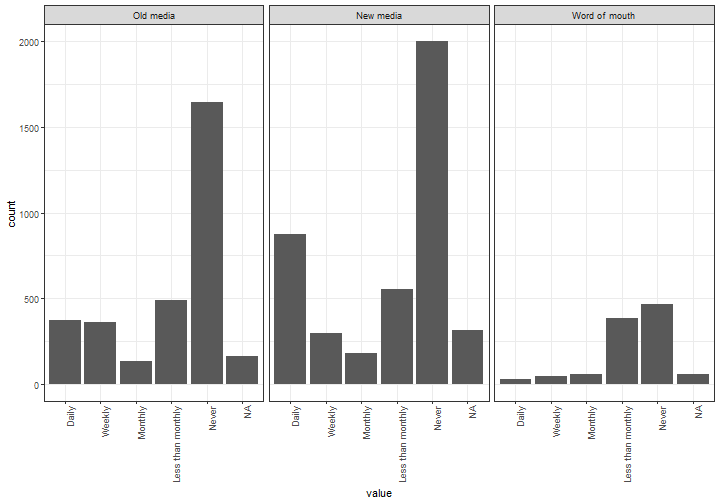 Old media
New media
Word of mouth
count
2000
1500
1000
500
0
Daily
Weekly
Monthly
Less than monthly
Never
NA
Daily
Weekly
Monthly
Less than monthly
Never
NA
Daily
Weekly
Monthly
Less than monthly
Never
NA
value